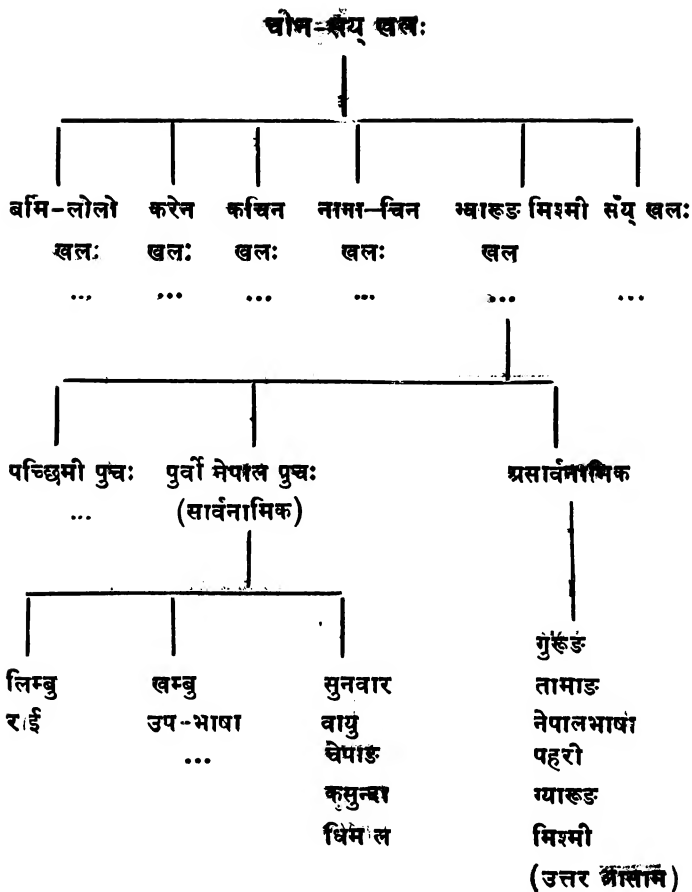 चीन-सँय् खल:
बर्मि-लोलो करेन कचिन नागा-चिन ग्यारूङ मिश्मी सँय् खल:
खल: खल: खल: खल: खल
... ... ... ... ... ...
पच्छिमी पुच: पुर्वी नेपाल पुच: असार्वनामिक
... (सार्वनामिक)
गुरूङ
लिम्बु खम्बु सुनवार तामाङ
राई उप-भाषा वायु नेपालभाषा
... चेपाङ पहरी
कसुन्दा ग्यारूङ
धिमाल मिश्मी
(उत्तर आसाम)